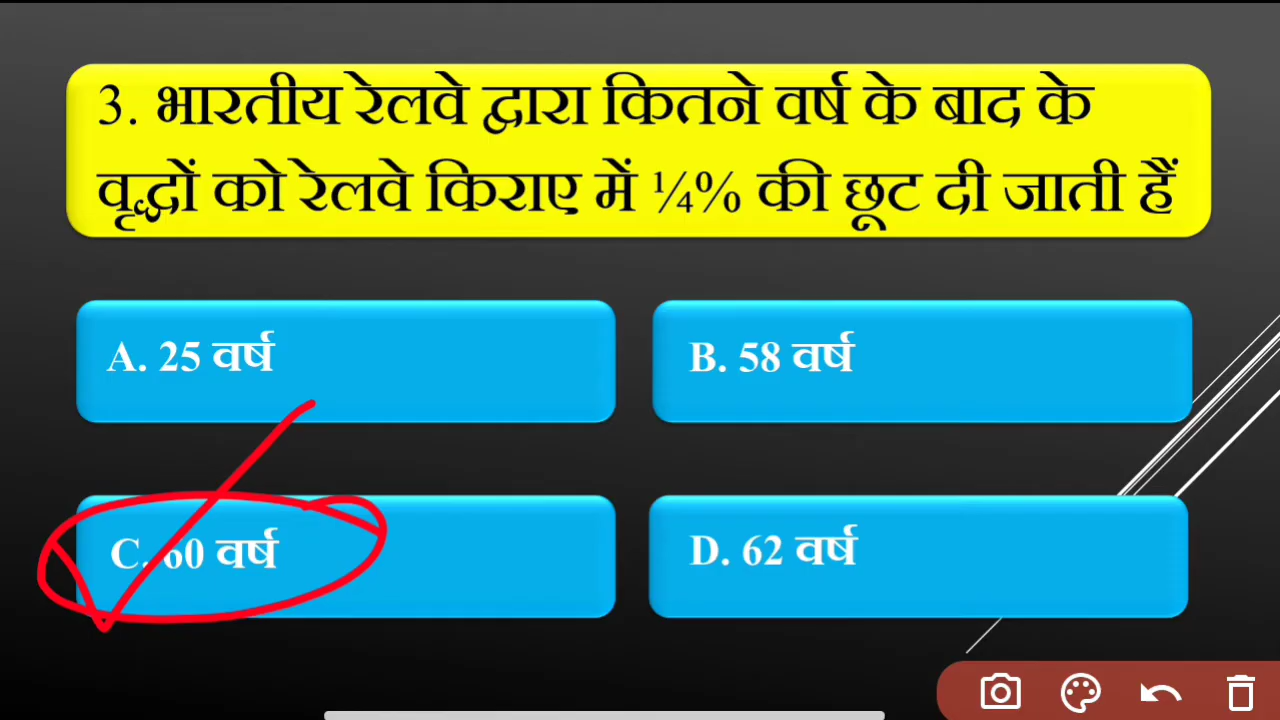 3. भारतीय रेलवे द्वारा कितने वर्ष के बाद के
वृद्धों को रेलवे किराए में ¼% की छूट दी जाती हैं
A. 25 वर्ष
B. 58 वर्ष
C. 60 वर्ष
D. 62 वर्ष